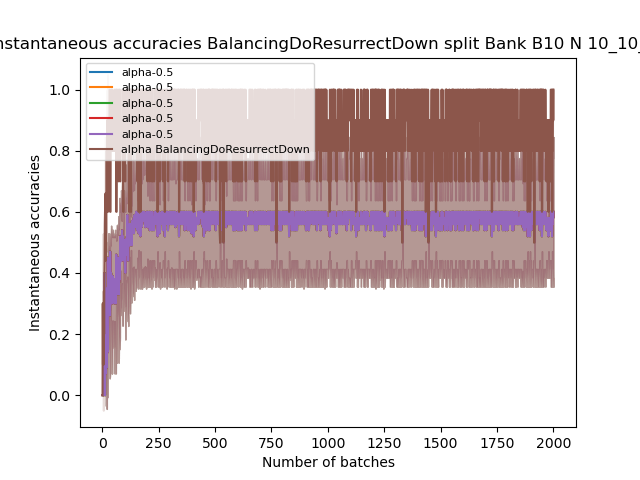 nstantaneous accuracies BalancingDoResurrectDown split Bank B10 N 10_10_
alpha-0.5
alpha-0.5
alpha-0.5
alpha-0.5
alpha-0.5
alpha BalancingDoResurrectDown
1.0
0.8
0.6
0.4
0.2
0.0
Instantaneous accuracies
0 250 500 750 1000 1250 1500 1750 2000
Number of batches